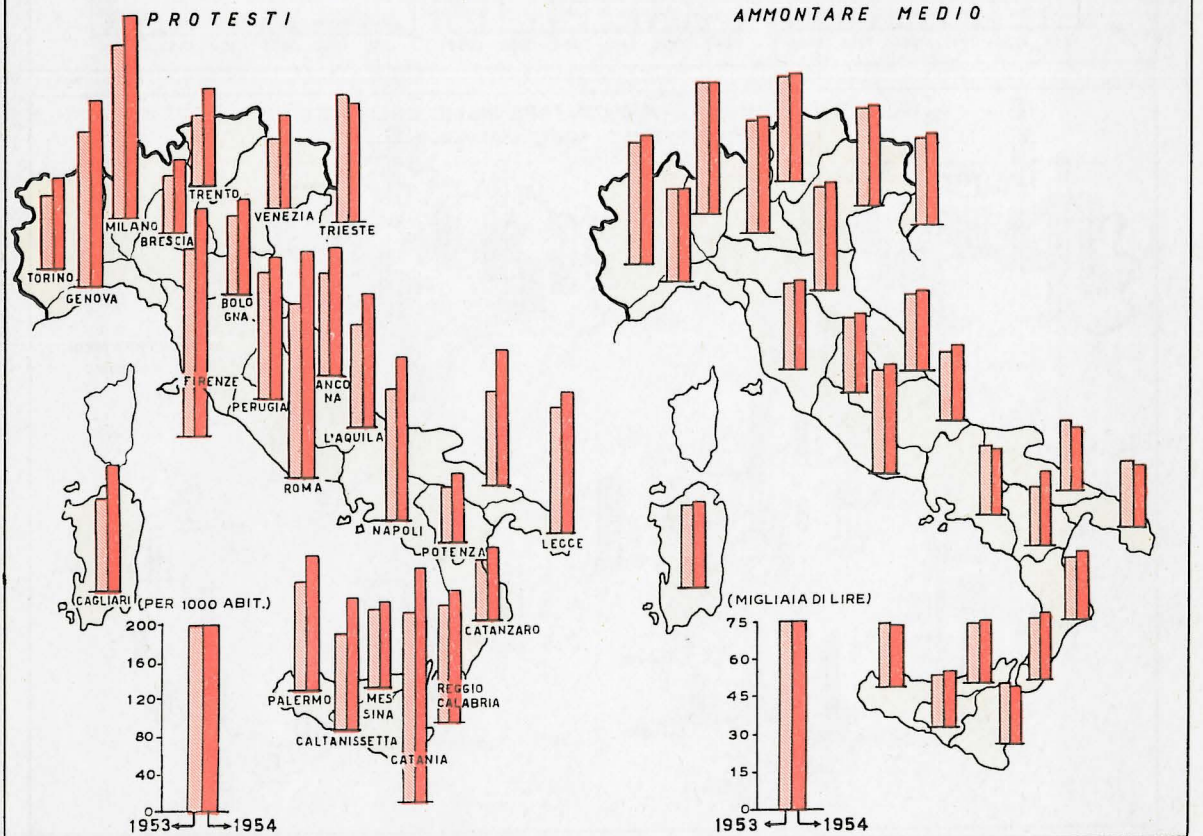 PROTESTI
AMMONTARE MEDIO
TRENTO
MILANO
BRESCIA
VENEZIA
TRIESTE
TORINO
GENOVA
BOLO
GNA
FIRENZE
PERUGIA
ANCO
NA
L'AQUILA
ROMA
NAPOLI
POTENZA
LECCE
CAGLIARI
(PER 1000 ABIT.)
CATANZARO
PALERMO
MES
SINA
REGGIO
CALABRIA
CALTANISSETTA
CATANIA
200
160
120
80
40
0
1953
1954
(MIGLIAIA DI LIRE)
75
60
45
30
15
0
1953
1954